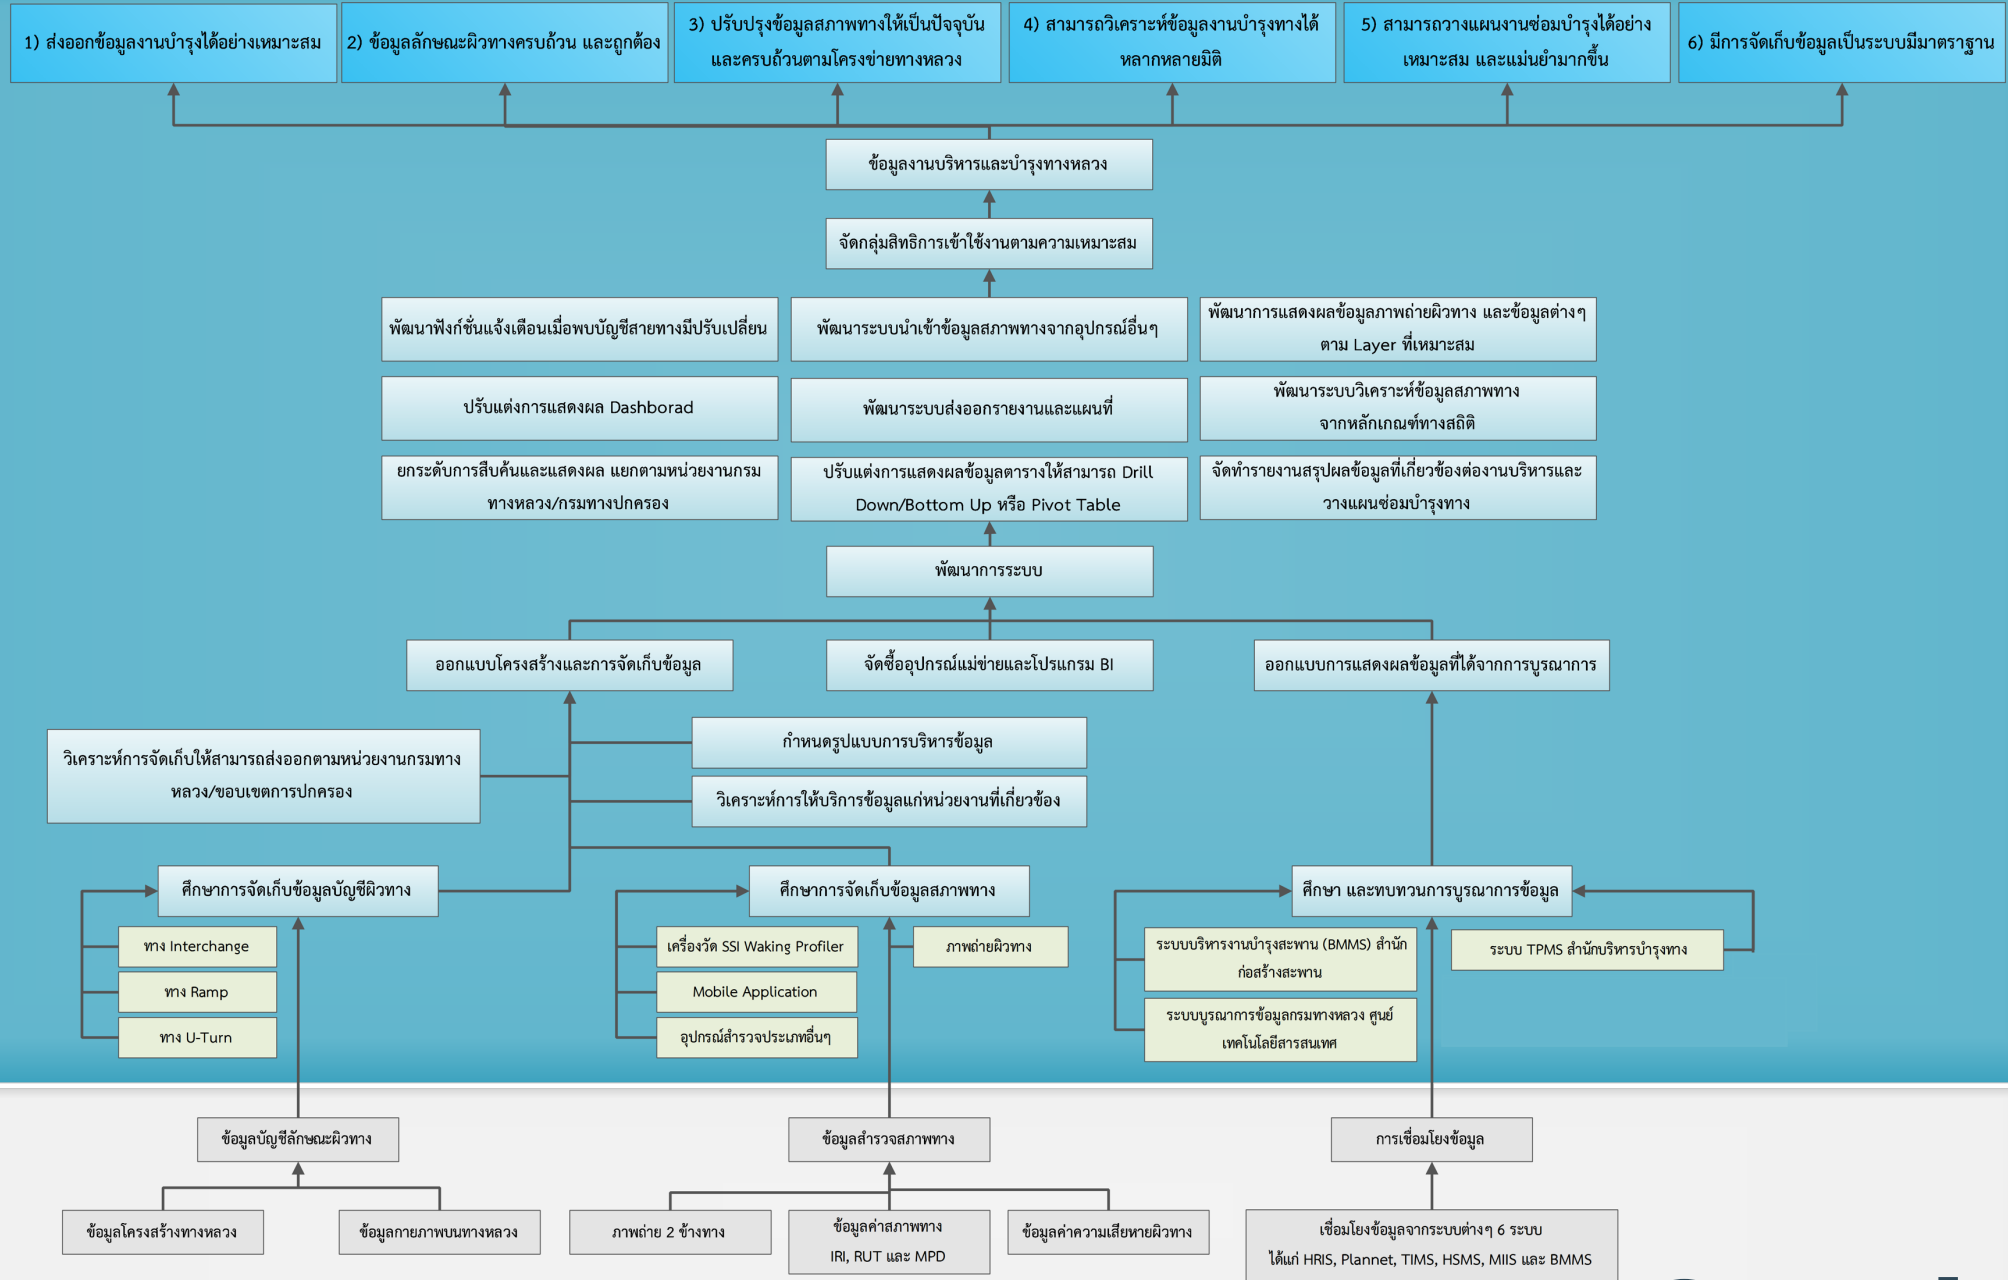 1) ส่งออกข้อมูลงานบำรุงได้อย่างเหมาะสม
2) ข้อมูลลักษณะผิวทางครบถ้วน และถูกต้อง
3) ปรับปรุงข้อมูลสภาพทางให้เป็นปัจจุบัน
และครบถ้วนตามโครงข่ายทางหลวง
4) สามารถวิเคราะห์ข้อมูลงานบำรุงทางได้
หลากหลายมิติ
5) สามารถวางแผนงานซ่อมบำรุงได้อย่าง
เหมาะสม และแม่นยำมากขึ้น
6) มีการจัดเก็บข้อมูลเป็นระบบมีมาตราฐาน
ข้อมูลงานบริหารและบำรุงทางหลวง
จัดกลุ่มสิทธิการเข้าใช้งานตามความเหมาะสม
พัฒนาฟังก์ชั่นแจ้งเตือนเมื่อพบบัญชีสายทางมีปรับเปลี่ยน
พัฒนาระบบนำเข้าข้อมูลสภาพทางจากอุปกรณ์อื่นๆ
พัฒนาการแสดงผลข้อมูลภาพถ่ายผิวทาง และข้อมูลต่างๆ
ตาม Layer ที่เหมาะสม
ปรับแต่งการแสดงผล Dashborad
พัฒนาระบบส่งออกรายงานและแผนที่
พัฒนาระบบวิเคราะห์ข้อมูลสภาพทาง
จากหลักเกณฑ์ทางสถิติ
ยกระดับการสืบค้นและแสดงผล แยกตามหน่วยงานกรม
ทางหลวง/กรมทางปกครอง
ปรับแต่งการแสดงผลข้อมูลตารางให้สามารถ Drill
Down/Bottom Up หรือ Pivot Table
จัดทำรายงานสรุปผลข้อมูลที่เกี่ยวข้องต่องานบริหารและ
วางแผนซ่อมบำรุงทาง
พัฒนาการระบบ
ออกแบบโครงสร้างและการจัดเก็บข้อมูล
จัดซื้ออุปกรณ์แม่ข่ายและโปรแกรม BI
ออกแบบการแสดงผลข้อมูลที่ได้จากการบูรณาการ
วิเคราะห์การจัดเก็บให้สามารถส่งออกตามหน่วยงานกรมทาง
หลวง/ขอบเขตการปกครอง
กำหนดรูปแบบการบริหารข้อมูล
วิเคราะห์การให้บริการข้อมูลแก่หน่วยงานที่เกี่ยวข้อง
ศึกษาการจัดเก็บข้อมูลบัญชีผิวทาง
ศึกษาการจัดเก็บข้อมูลสภาพทาง
ศึกษา และทบทวนการบูรณาการข้อมูล
ทาง Interchange
ทาง Ramp
ทาง U-Turn
เครื่องวัด SSI Waking Profiler
Mobile Application
อุปกรณ์สำรวจประเภทอื่นๆ
ภาพถ่ายผิวทาง
ระบบบริหารงานบำรุงสะพาน (BMMS) สำนัก
ก่อสร้างสะพาน
ระบบบูรณาการข้อมูลกรมทางหลวง ศูนย์
เทคโนโลยีสารสนเทศ
ระบบ TPMS สำนักบริหารบำรุงทาง
ข้อมูลบัญชีลักษณะผิวทาง
ข้อมูลสำรวจสภาพทาง
การเชื่อมโยงข้อมูล
ข้อมูลโครงสร้างทางหลวง
ข้อมูลกายภาพบนทางหลวง
ภาพถ่าย 2 ข้างทาง
ข้อมูลค่าสภาพทาง
IRI, RUT และ MPD
ข้อมูลค่าความเสียหายผิวทาง
เชื่อมโยงข้อมูลจากระบบต่างๆ 6 ระบบ
ได้แก่ HRIS, Plannet, TIMS, HSMS, MIIS และ BMMS